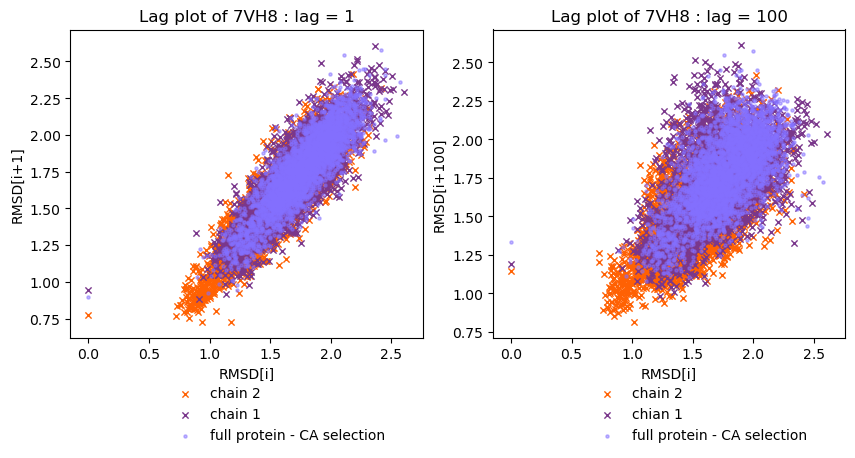 Lag plot of 7VH8 : lag = 1
RMSD[i+1]
2.50
2.25
2.00
1.75
1.50
1.25
1.00
0.75
0.0 0.5 1.0 1.5 2.0 2.5
RMSD[i]
chain 2
chain 1
full protein - CA selection
Lag plot of 7VH8 : lag = 100
RMSD[i+100]
2.50
2.25
2.00
1.75
1.50
1.25
1.00
0.75
0.0 0.5 1.0 1.5 2.0 2.5
RMSD[i]
chain 2
chian 1
full protein - CA selection